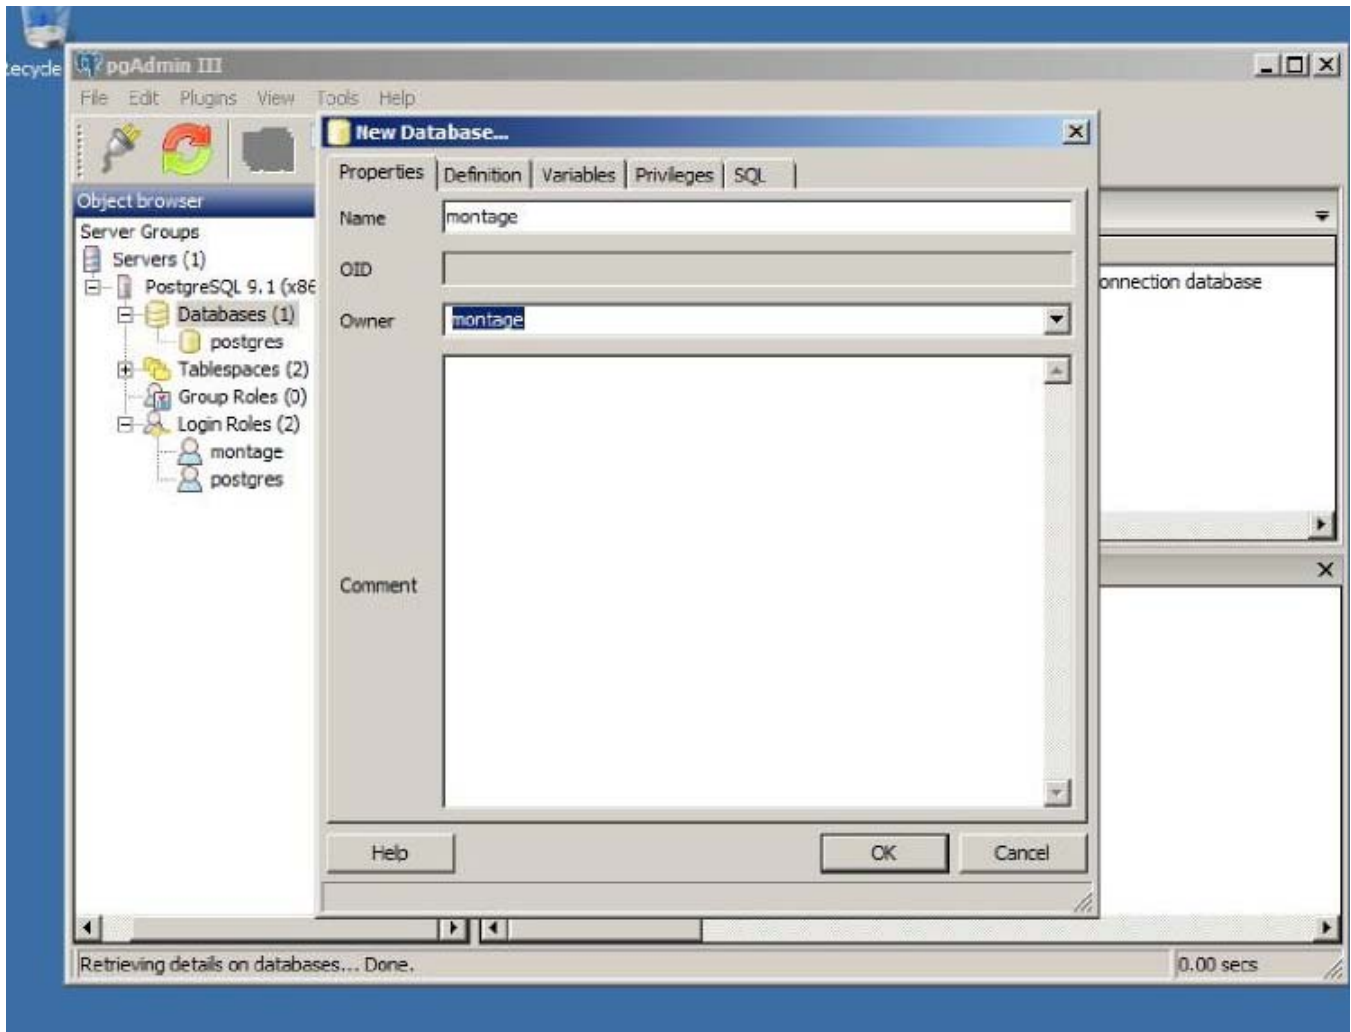 ecycle
pgAdmin III
File Edit Plugins View Tools Help
New Database...
Properties Definition Variables Privileges SQL
Object browser
Name montage
Server Groups
Servers (1)
OID
PostgreSQL 9.1 (x86
onnection database
Databases (1)
Owner montage
postgres
Tablespaces (2)
Group Roles (0)
Login Roles (2)
montage
postgres
Comment
Help OK Cancel
Retrieving details on databases... Done. 0.00 secs